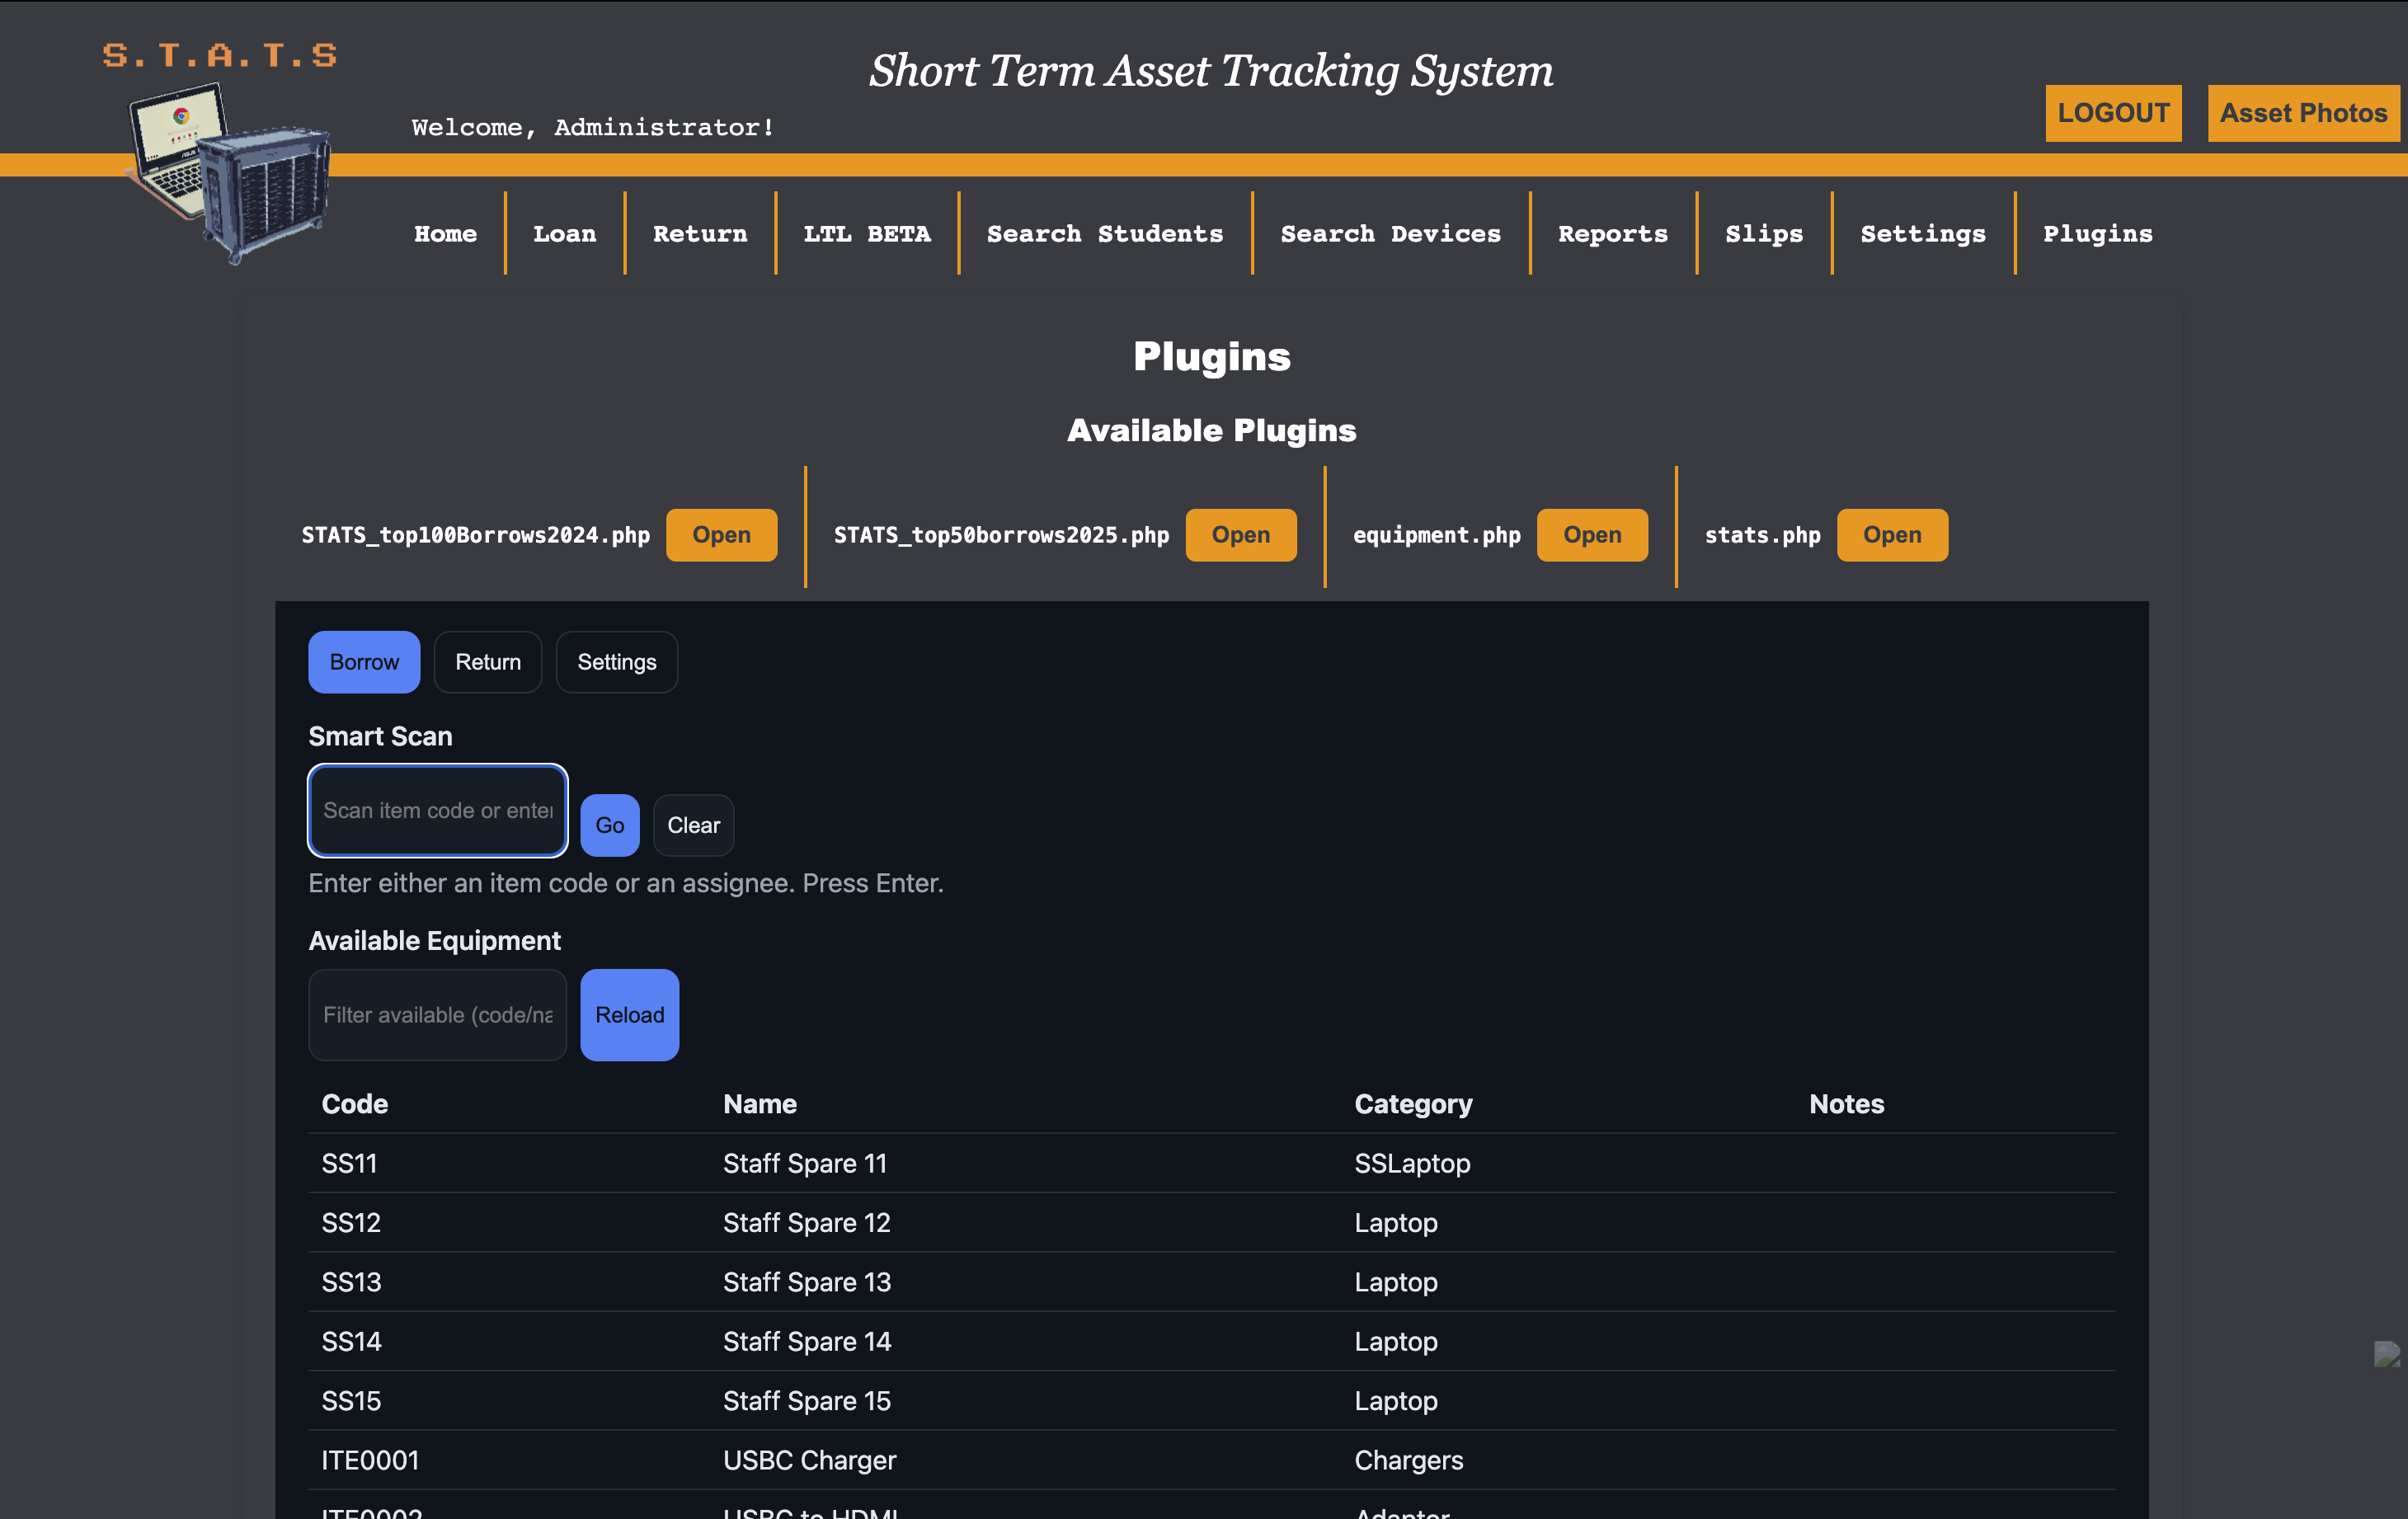 S.T.A.T.S
Short Term Asset Tracking System
Welcome, Administrator!
LOGOUT
Asset Photos
Home
Loan
Return
LTL BETA
Search Students
Search Devices
Reports
Slips
Settings
Plugins
Plugins
Available Plugins
STATS_top100Borrows2024.php Open
STATS_top50borrows2025.php Open
equipment.php Open
stats.php Open
Borrow Return Settings
Smart Scan
Scan item code or enter
Go Clear
Enter either an item code or an assignee. Press Enter.
Available Equipment
Filter available (code/na
Reload
Code Name Category Notes
SS11 Staff Spare 11 SSLaptop
SS12 Staff Spare 12 Laptop
SS13 Staff Spare 13 Laptop
SS14 Staff Spare 14 Laptop
SS15 Staff Spare 15 Laptop
ITE0001 USBC Charger Chargers
ITE0002 USBC to HDMI Adapter